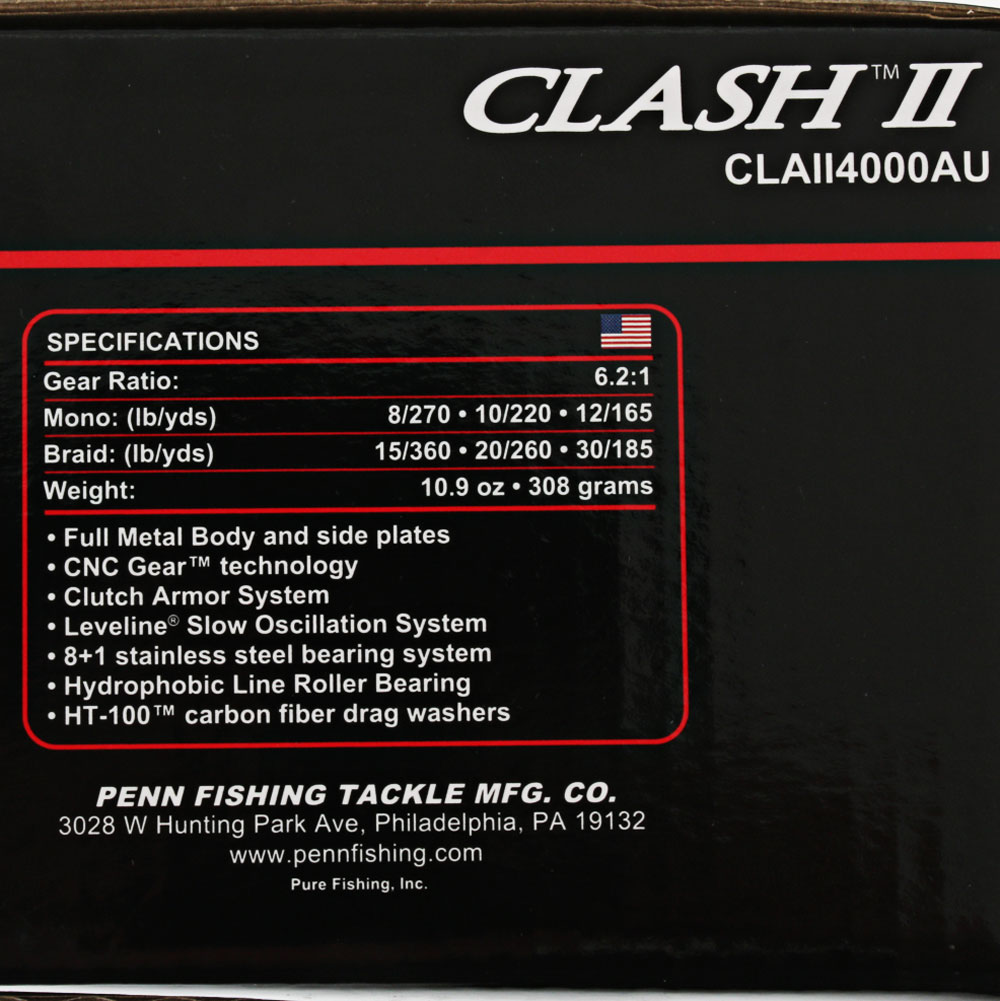 CLASH™ II
CLAII4000AU
SPECIFICATIONS
Gear Ratio: 6.2:1
Mono: (lb/yds) 8/270 • 10/220 • 12/165
Braid: (lb/yds) 15/360 • 20/260 • 30/185
Weight: 10.9 oz • 308 grams
• Full Metal Body and side plates
• CNC Gear™ technology
• Clutch Armor System
• Leveline® Slow Oscillation System
• 8+1 stainless steel bearing system
• Hydrophobic Line Roller Bearing
• HT-100™ carbon fiber drag washers
PENN FISHING TACKLE MFG. CO.
3028 W Hunting Park Ave, Philadelphia, PA 19132
www.pennfishing.com
Pure Fishing, Inc.